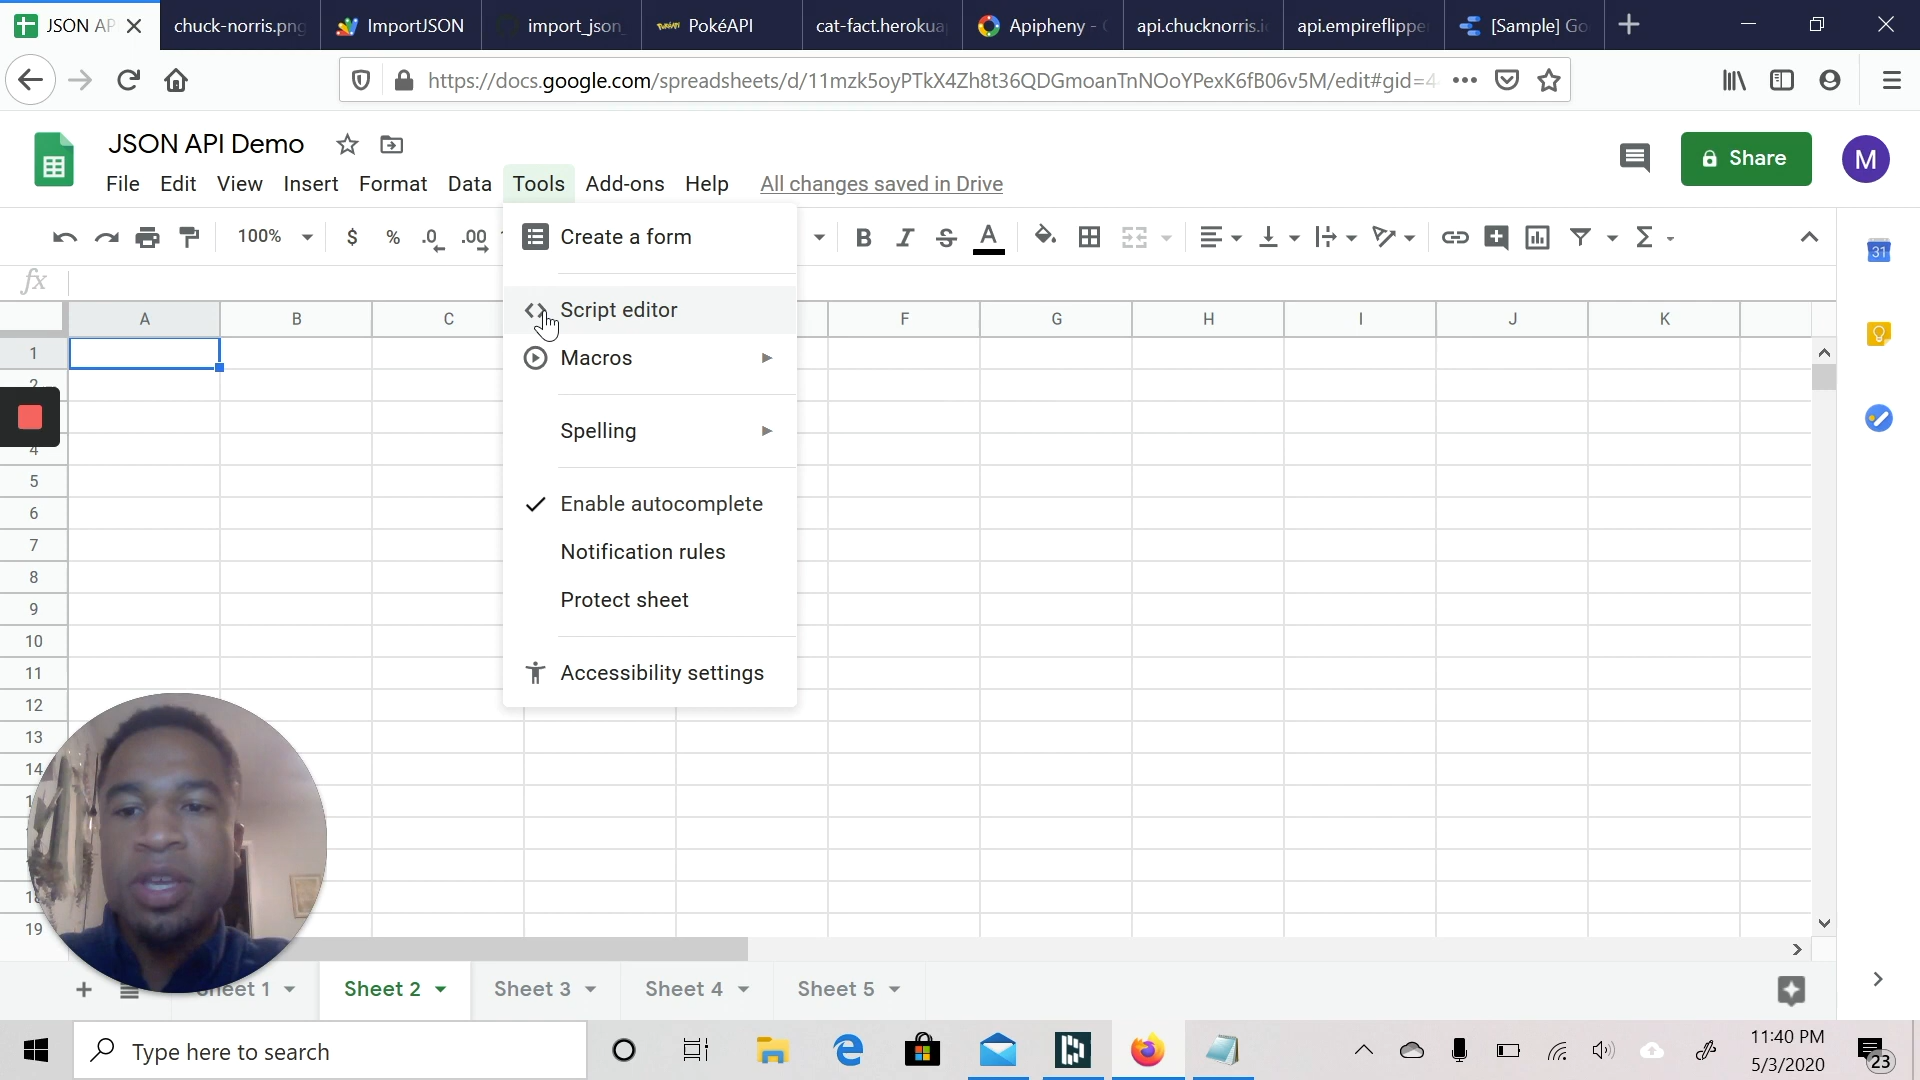 JSON AP
chuck-norris.png
ImportJSON
import_json_
PokéAPI
cat-fact.herokua
Apipheny - G
api.chucknorris.i
api.empireflippe
[Sample] Go
https://docs.google.com/spreadsheets/d/11mzk5oyPTkX4Zh8t36QDGmoanTnNOoYPexK6fB06v5M/edit#gid=4
JSON API Demo
File Edit View Insert Format Data Tools Add-ons Help All changes saved in Drive
Share
M
100% $ % .0 .00
B I S A
31
fx
Create a form
Script editor
Macros
Spelling
Enable autocomplete
Notification rules
Protect sheet
Accessibility settings
A B C F G H I J K
1
2
4
5
6
7
8
9
10
11
12
13
14
19
Sheet 1 Sheet 2 Sheet 3 Sheet 4 Sheet 5
Type here to search
11:40 PM
5/3/2020
23